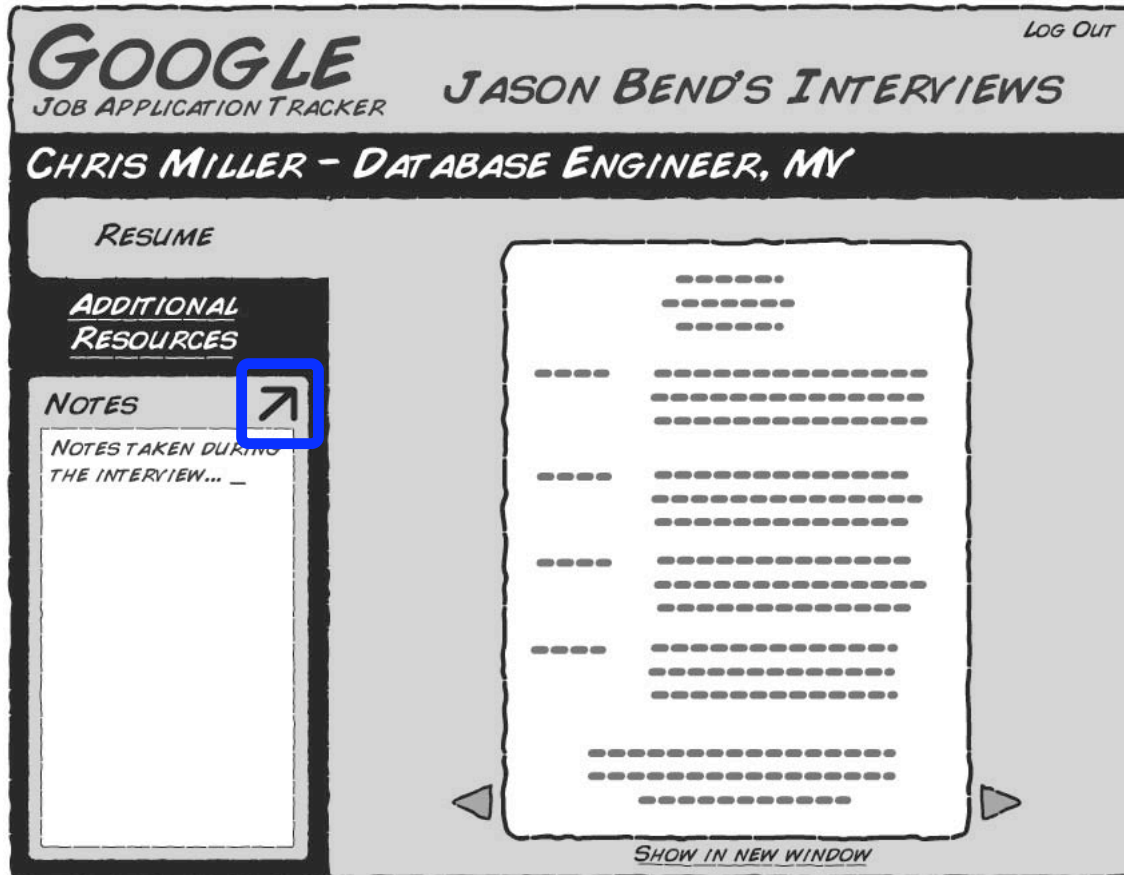 LOG OUT
GOOGLE
JOB APPLICATION TRACKER
JASON BEND'S INTERVIEWS
CHRIS MILLER - DATABASE ENGINEER, MV
RESUME
ADDITIONAL
RESOURCES
NOTES
NOTES TAKEN DURING
THE INTERVIEW... _
SHOW IN NEW WINDOW